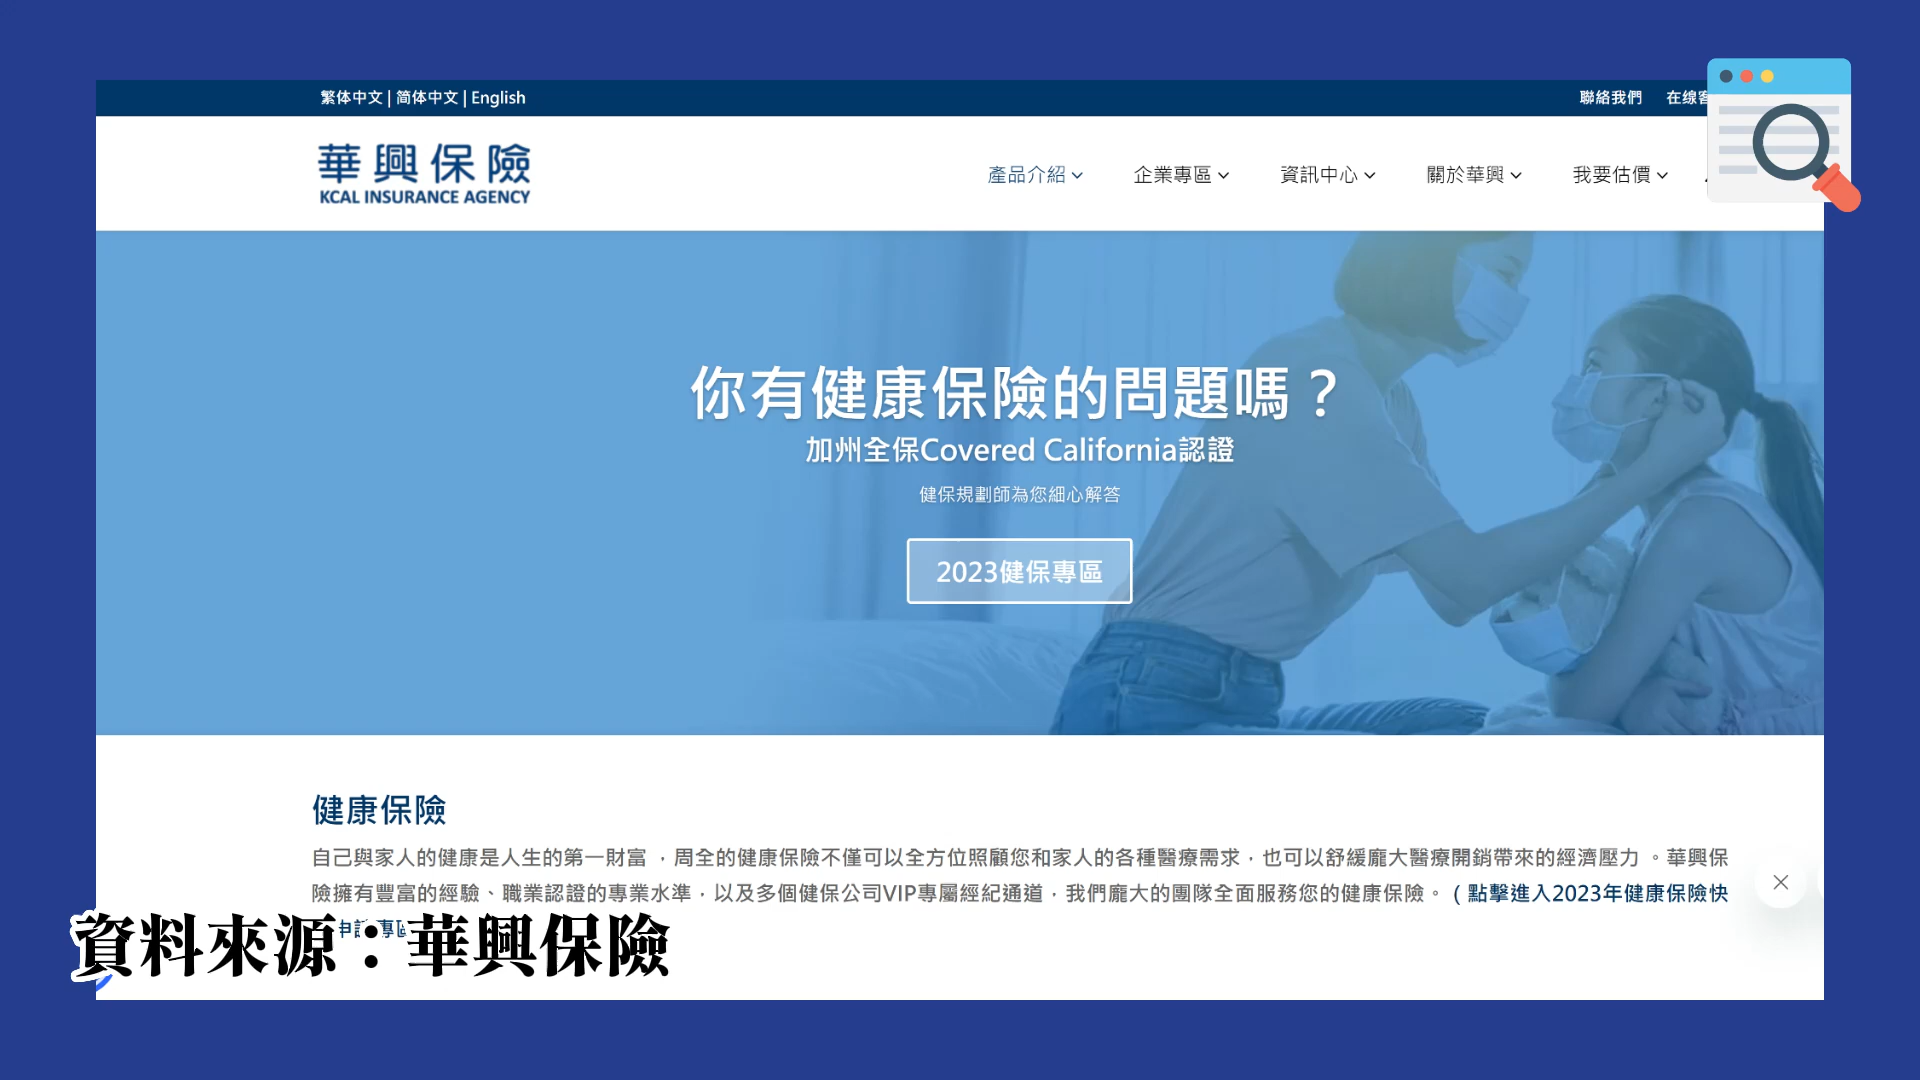 繁体中文 | 简体中文 | English
聯絡我們 在缐客
華興保險
KCAL INSURANCE AGENCY
產品介紹 企業專區 資訊中心 關於華興 我要估價
你有健康保險的問題嗎？
加州全保Covered California認證
健保規劃師為您細心解答
2023健保專區
健康保險
自己與家人的健康是人生的第一財富 ，周全的健康保險不僅可以全方位照顧您和家人的各種醫療需求，也可以舒緩龐大醫療開銷帶來的經濟壓力 。華興保
險擁有豐富的經驗、職業認證的專業水準，以及多個健保公司VIP專屬經紀通道，我們龐大的團隊全面服務您的健康保險。 ( 點擊進入2023年健康保險快
申請專區
資料來源：華興保險